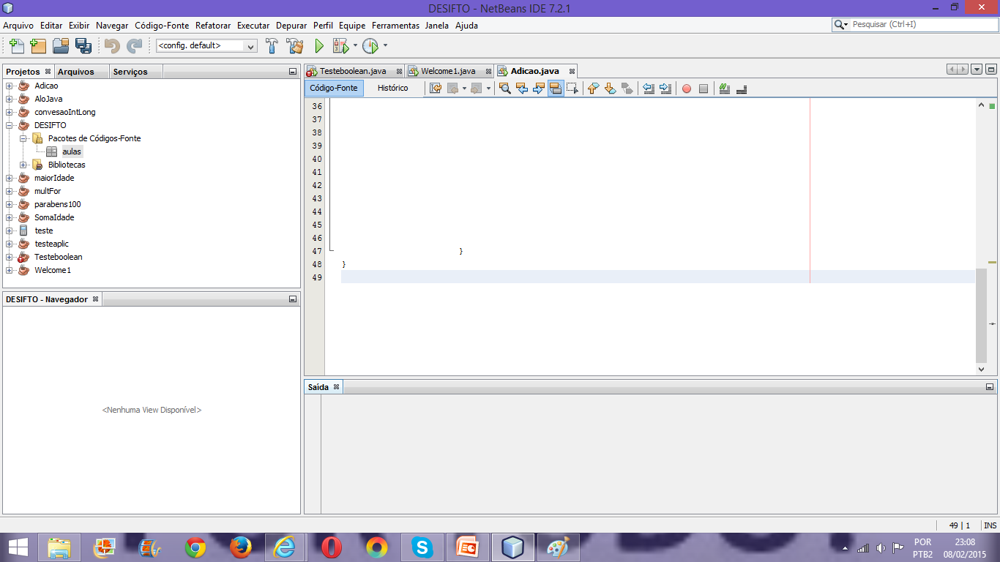 DESIFTO - NetBeans IDE 7.2.1
Arquivo Editar Exibir Navegar Código-Fonte Refatorar Executar Depurar Perfil Equipe Ferramentas Janela Ajuda
Pesquisar (Ctrl+I)
<config. default>
Projetos Arquivos Serviços
Adicao
AloJava
convesaoIntLong
DESIFTO
Pacotes de Códigos-Fonte
aulas
Bibliotecas
maiorIdade
multFor
parabens100
SomaIdade
teste
testeaplic
Testeboolean
Welcome1
DESIFTO - Navegador
<Nenhuma View Disponível>
Testeboolean.java Welcome1.java Adicao.java
Código-Fonte Histórico
36
37
38
39
40
41
42
43
44
45
46
47 }
48 }
49
Saída
49 | 1 INS
POR 23:08
PTB2 08/02/2015